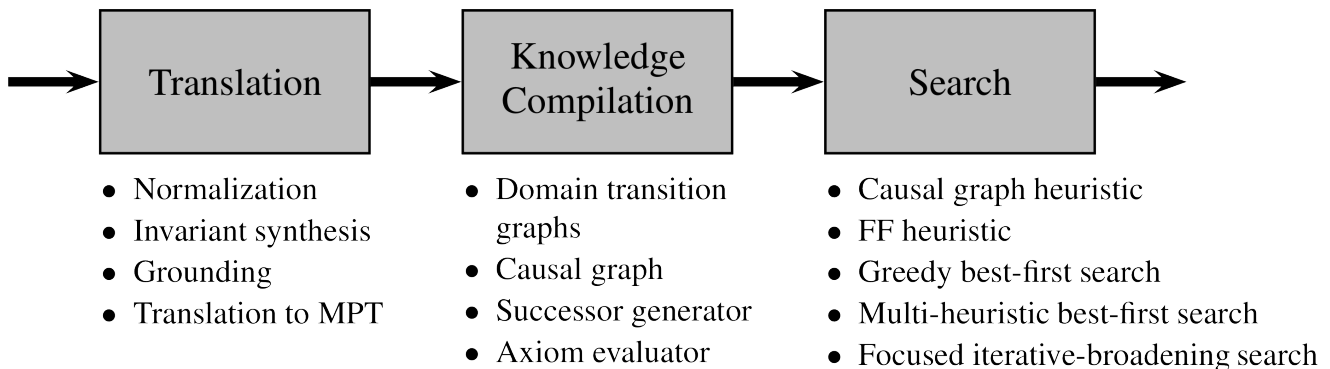 Translation
Knowledge
Compilation
Search
• Normalization
• Invariant synthesis
• Grounding
• Translation to MPT
• Domain transition
graphs
• Causal graph
• Successor generator
• Axiom evaluator
• Causal graph heuristic
• FF heuristic
• Greedy best-first search
• Multi-heuristic best-first search
• Focused iterative-broadening search